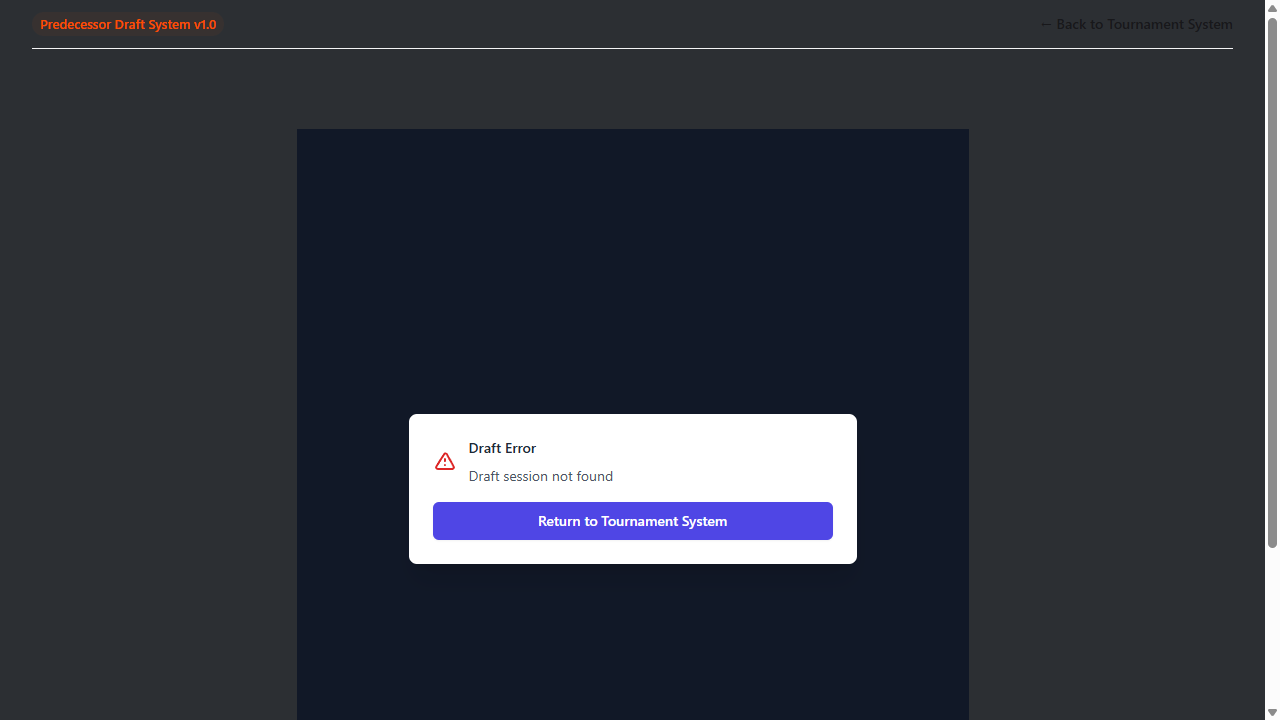 Predecessor Draft System v1.0
← Back to Tournament System
Draft Error
Draft session not found
Return to Tournament System